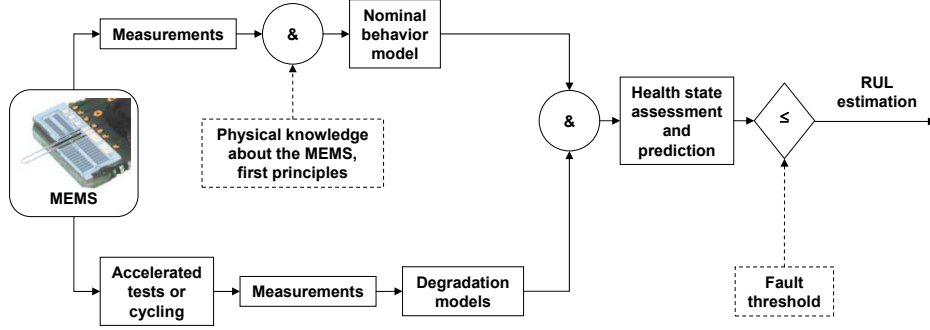 Measurements
&
Nominal
behavior
model
Physical knowledge
about the MEMS,
first principles
MEMS
Accelerated
tests or
cycling
Measurements
Degradation
models
&
Health state
assessment
and
prediction
≤
RUL
estimation
Fault
threshold